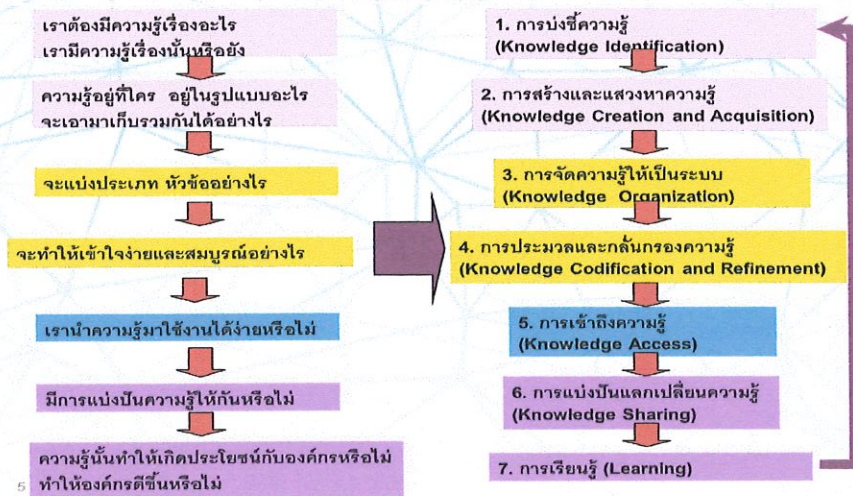 เราต้องมีความรู้เรื่องอะไร
เรามีความรู้เรื่องนั้นหรือยัง
ความรู้อยู่ที่ใคร อยู่ในรูปแบบอะไร
จะเอามาเก็บรวมกันได้อย่างไร
จะแบ่งประเภท หัวข้ออย่างไร
จะทำให้เข้าใจง่ายและสมบูรณ์อย่างไร
เรานำความรู้มาใช้งานได้ง่ายหรือไม่
มีการแบ่งปันความรู้ให้กันหรือไม่
ความรู้นั้นทำให้เกิดประโยชน์กับองค์กรหรือไม่
ทำให้องค์กรดีขึ้นหรือไม่
1. การบ่งชี้ความรู้
(Knowledge Identification)
2. การสร้างและแสวงหาความรู้
(Knowledge Creation and Acquisition)
3. การจัดความรู้ให้เป็นระบบ
(Knowledge Organization)
4. การประมวลและกลั่นกรองความรู้
(Knowledge Codification and Refinement)
5. การเข้าถึงความรู้
(Knowledge Access)
6. การแบ่งปันแลกเปลี่ยนความรู้
(Knowledge Sharing)
7. การเรียนรู้ (Learning)
5